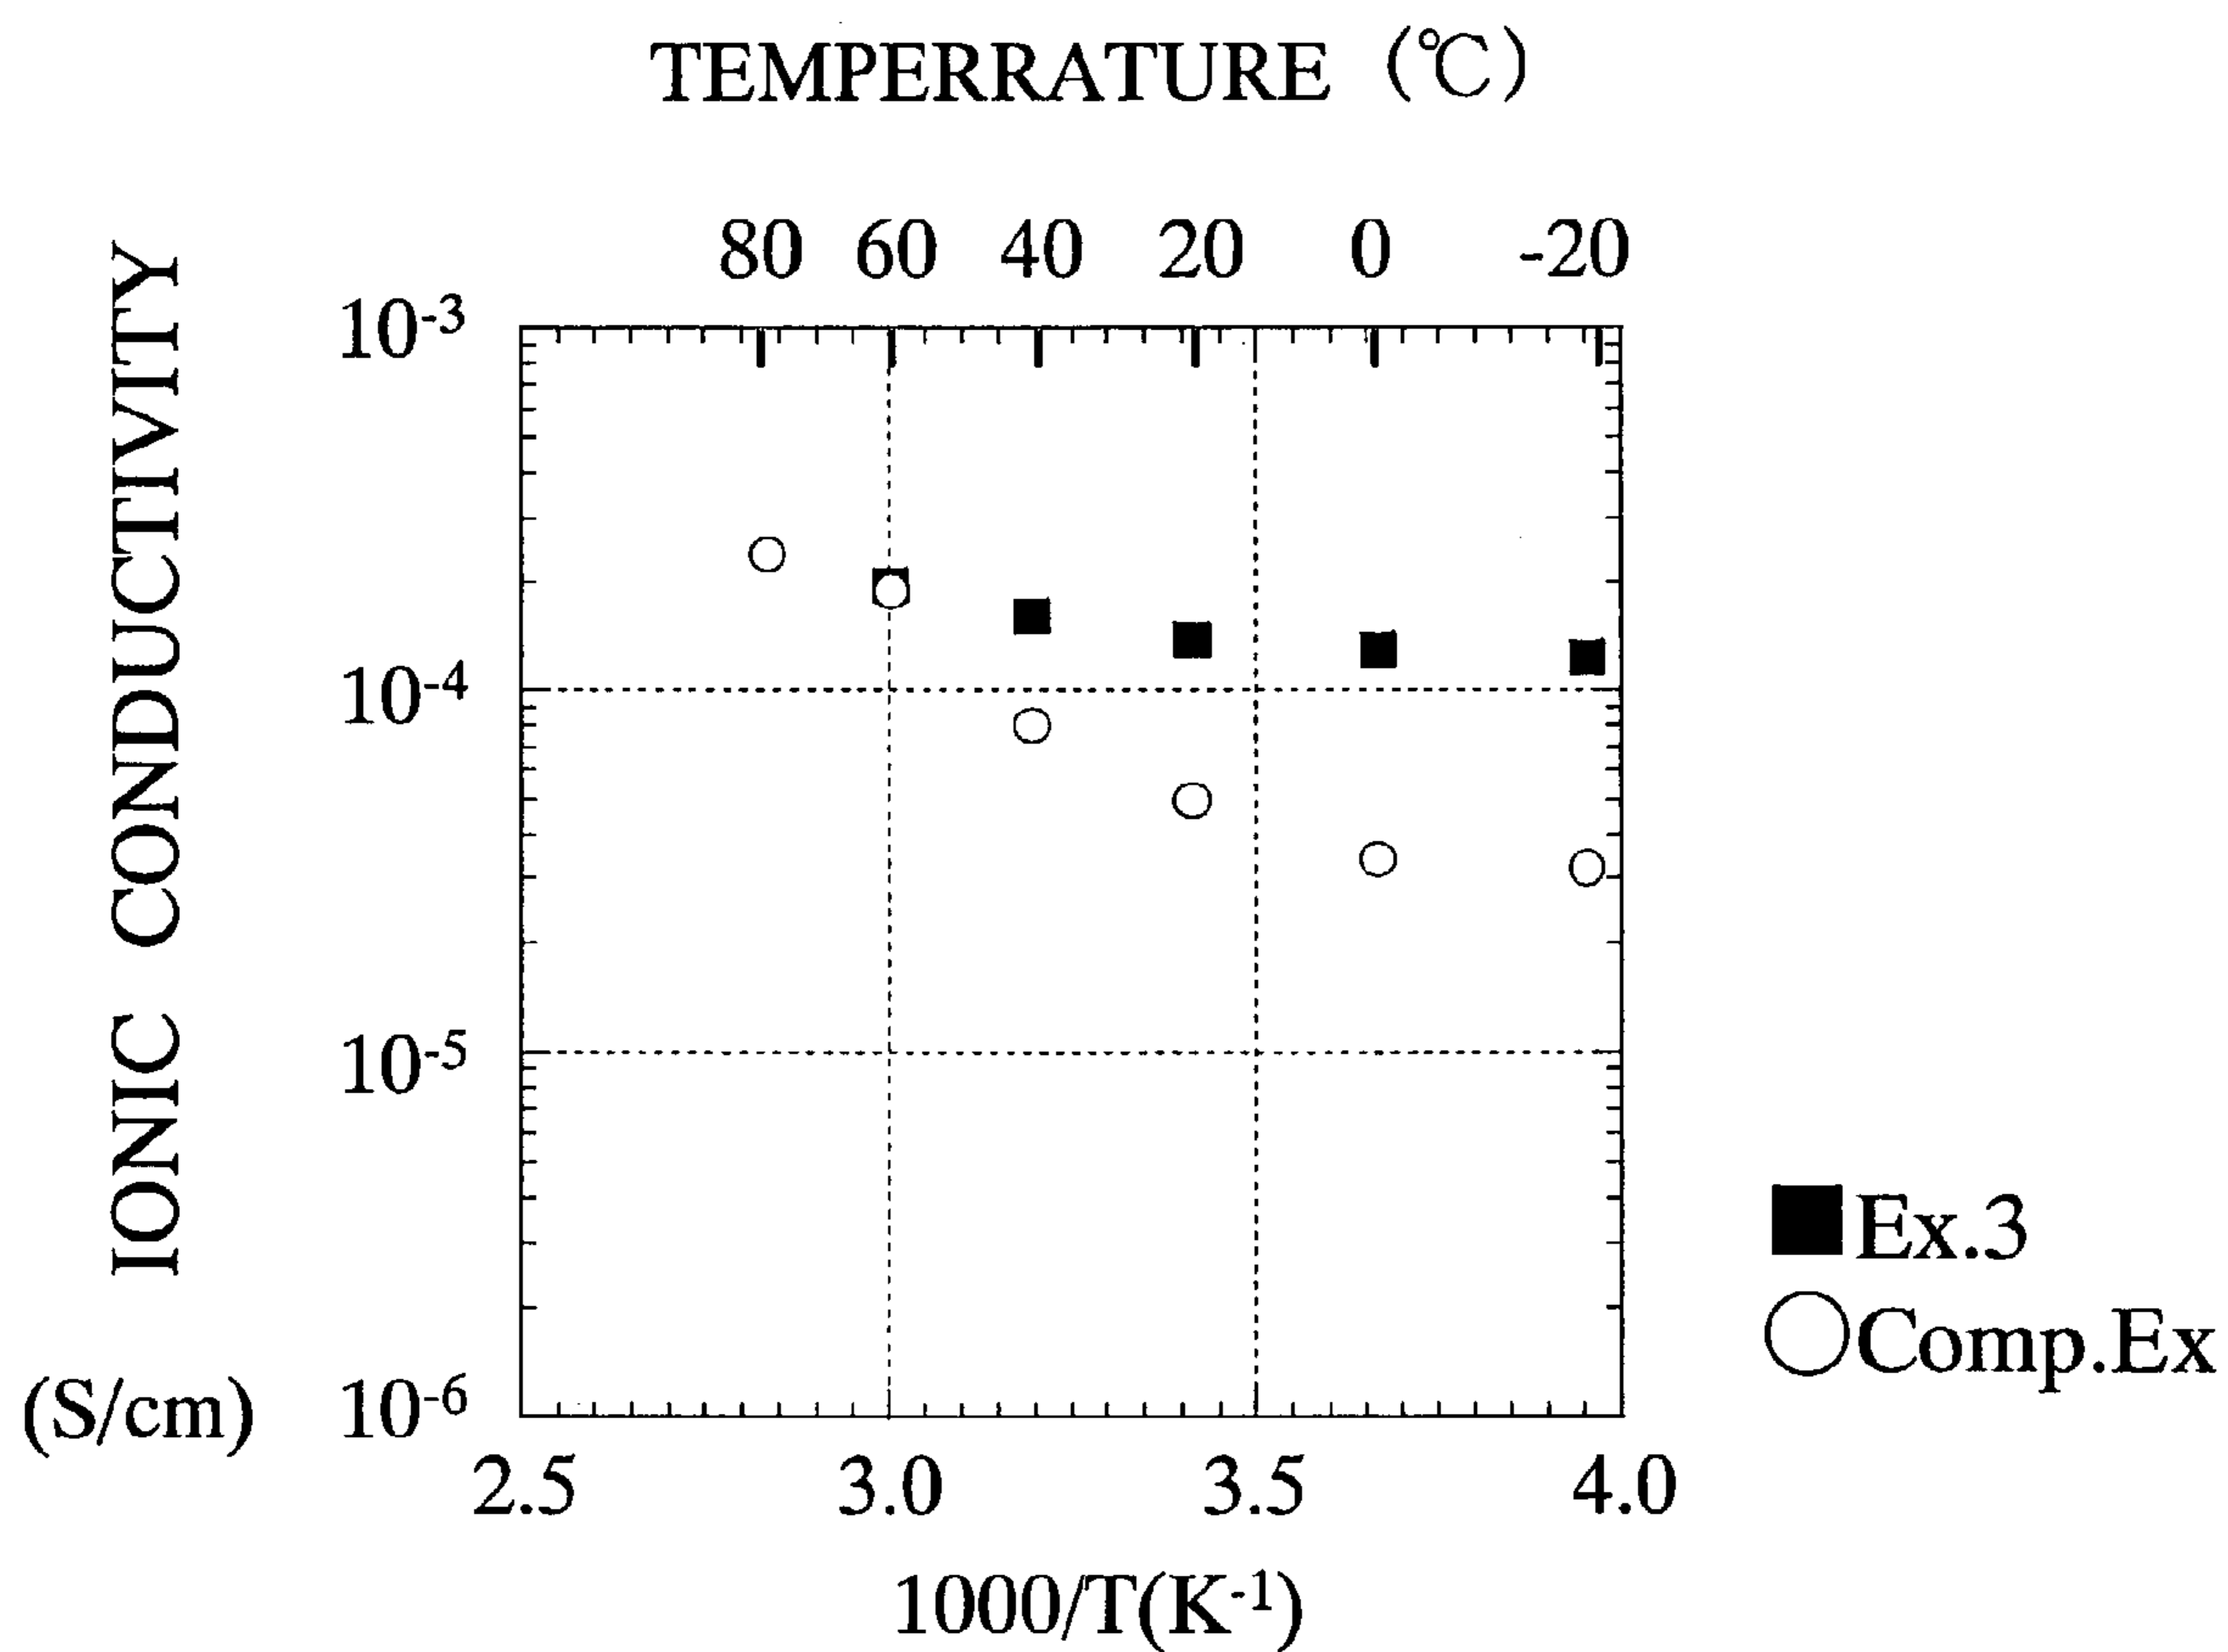 TEMPERRATURE (℃)
80 60 40 20 0 -20
IONIC CONDUCTIVITY
(S/cm)
10⁻³
10⁻⁴
10⁻⁵
10⁻⁶
2.5 3.0 3.5 4.0
1000/T(K⁻¹)
Ex.3
Comp.Ex